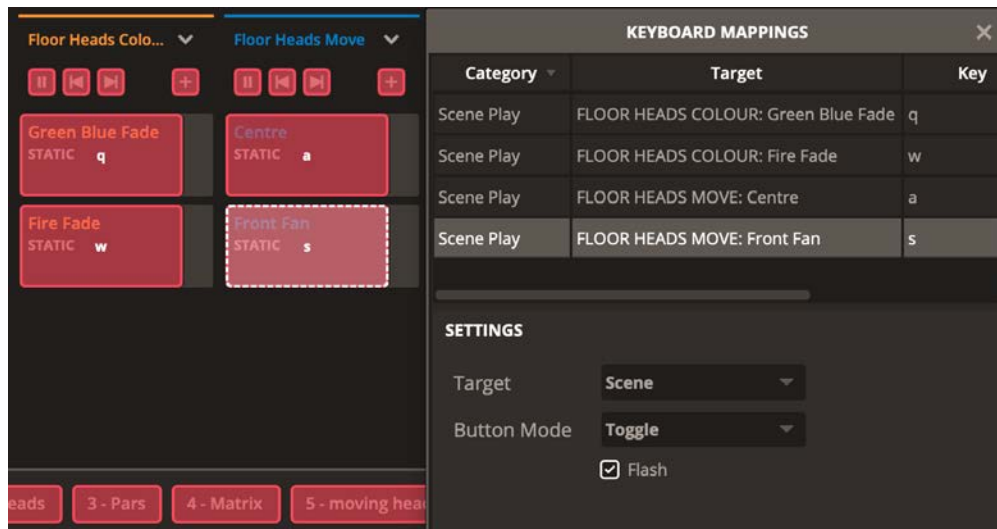 Floor Heads Colo...
Floor Heads Move
Green Blue Fade
STATIC q
Centre
STATIC a
Fire Fade
STATIC w
Front Fan
STATIC s
eads
3 - Pars
4 - Matrix
5 - moving hea
KEYBOARD MAPPINGS
Category Target Key
Scene Play FLOOR HEADS COLOUR: Green Blue Fade q
Scene Play FLOOR HEADS COLOUR: Fire Fade w
Scene Play FLOOR HEADS MOVE: Centre a
Scene Play FLOOR HEADS MOVE: Front Fan s
SETTINGS
Target Scene
Button Mode Toggle
Flash